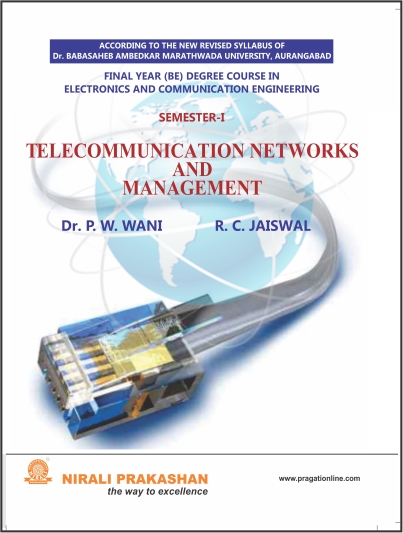 ACCORDING TO THE NEW REVISED SYLLABUS OF
Dr. BABASAHEB AMBEDKAR MARATHWADA UNIVERSITY, AURANGABAD
FINAL YEAR (BE) DEGREE COURSE IN
ELECTRONICS AND COMMUNICATION ENGINEERING
SEMESTER-I
TELECOMMUNICATION NETWORKS
AND
MANAGEMENT
Dr. P. W. WANI R. C. JAISWAL
NIRALI PRAKASHAN
the way to excellence
www.pragationline.com